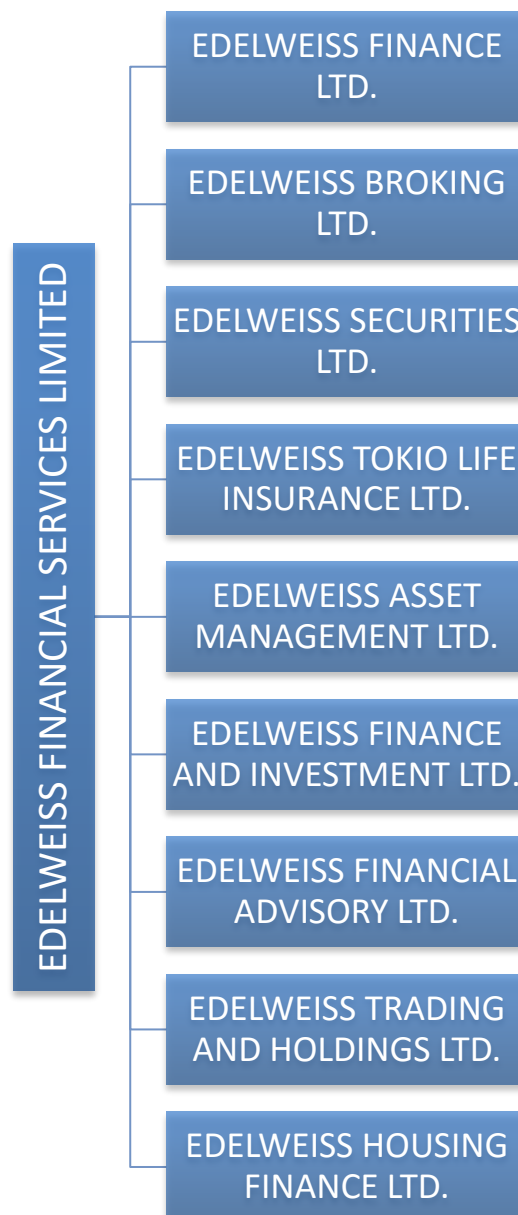 EDELWEISS FINANCIAL SERVICES LIMITED
EDELWEISS FINANCE
LTD.
EDELWEISS BROKING
LTD.
EDELWEISS SECURITIES
LTD.
EDELWEISS TOKIO LIFE
INSURANCE LTD.
EDELWEISS ASSET
MANAGEMENT LTD.
EDELWEISS FINANCE
AND INVESTMENT LTD.
EDELWEISS FINANCIAL
ADVISORY LTD.
EDELWEISS TRADING
AND HOLDINGS LTD.
EDELWEISS HOUSING
FINANCE LTD.